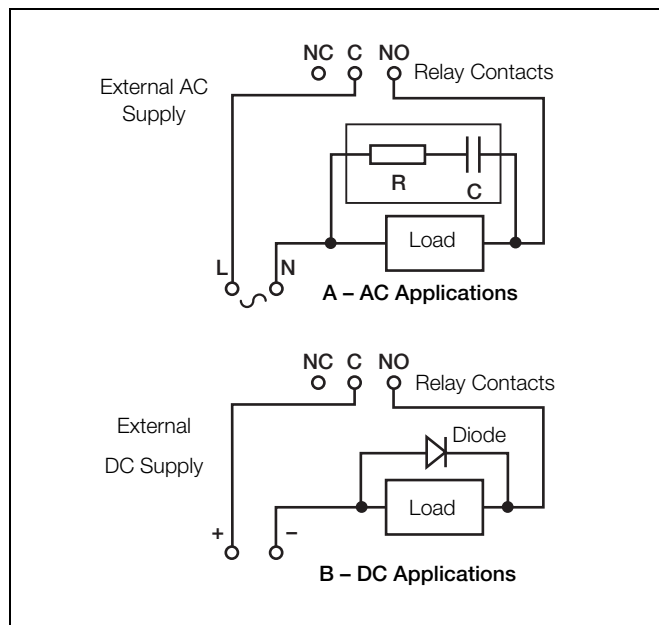 NC C NO
Relay Contacts
External AC
Supply
R
C
Load
L
N
A – AC Applications
NC C NO
Relay Contacts
External
DC Supply
Diode
Load
+
–
B – DC Applications